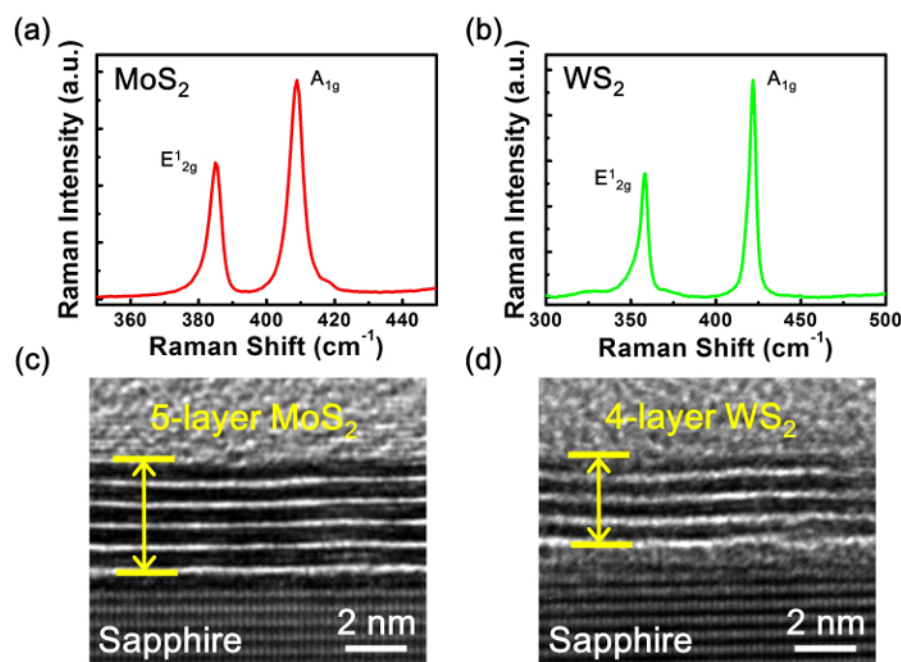 (a)
MoS₂
E¹₂g
A₁g
Raman Intensity (a.u.)
360 380 400 420 440
Raman Shift (cm⁻¹)
(b)
WS₂
E¹₂g
A₁g
Raman Intensity (a.u.)
300 350 400 450 500
Raman Shift (cm⁻¹)
(c)
5-layer MoS₂
Sapphire
2 nm
(d)
4-layer WS₂
Sapphire
2 nm